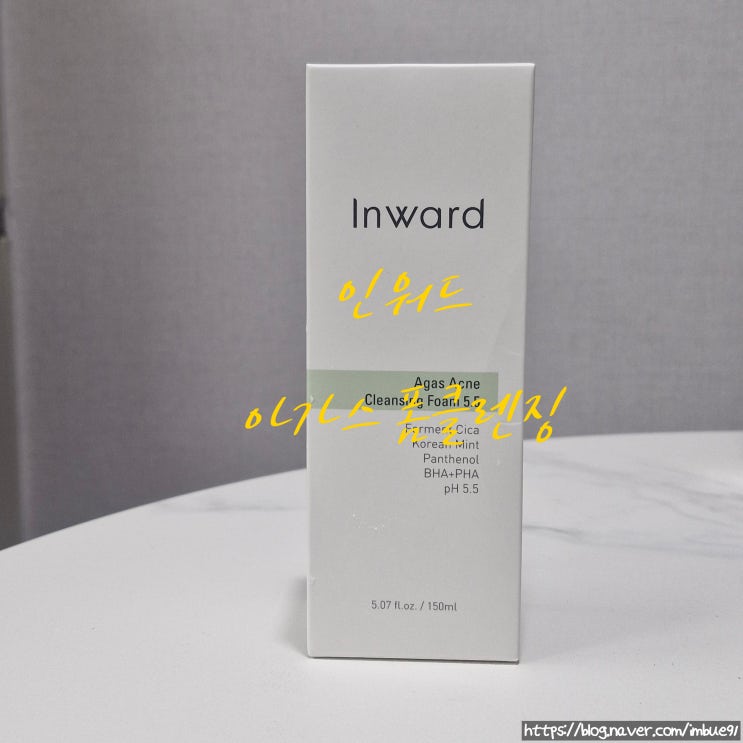 Inward
인워드
Agas Acne
Cleansing Foam 5.5
아가스 폼클렌징
Ferment Cica
Korean Mint
Panthenol
BHA+PHA
pH 5.5
5.07 fl.oz. / 150ml
https://blog.naver.com/imbue91